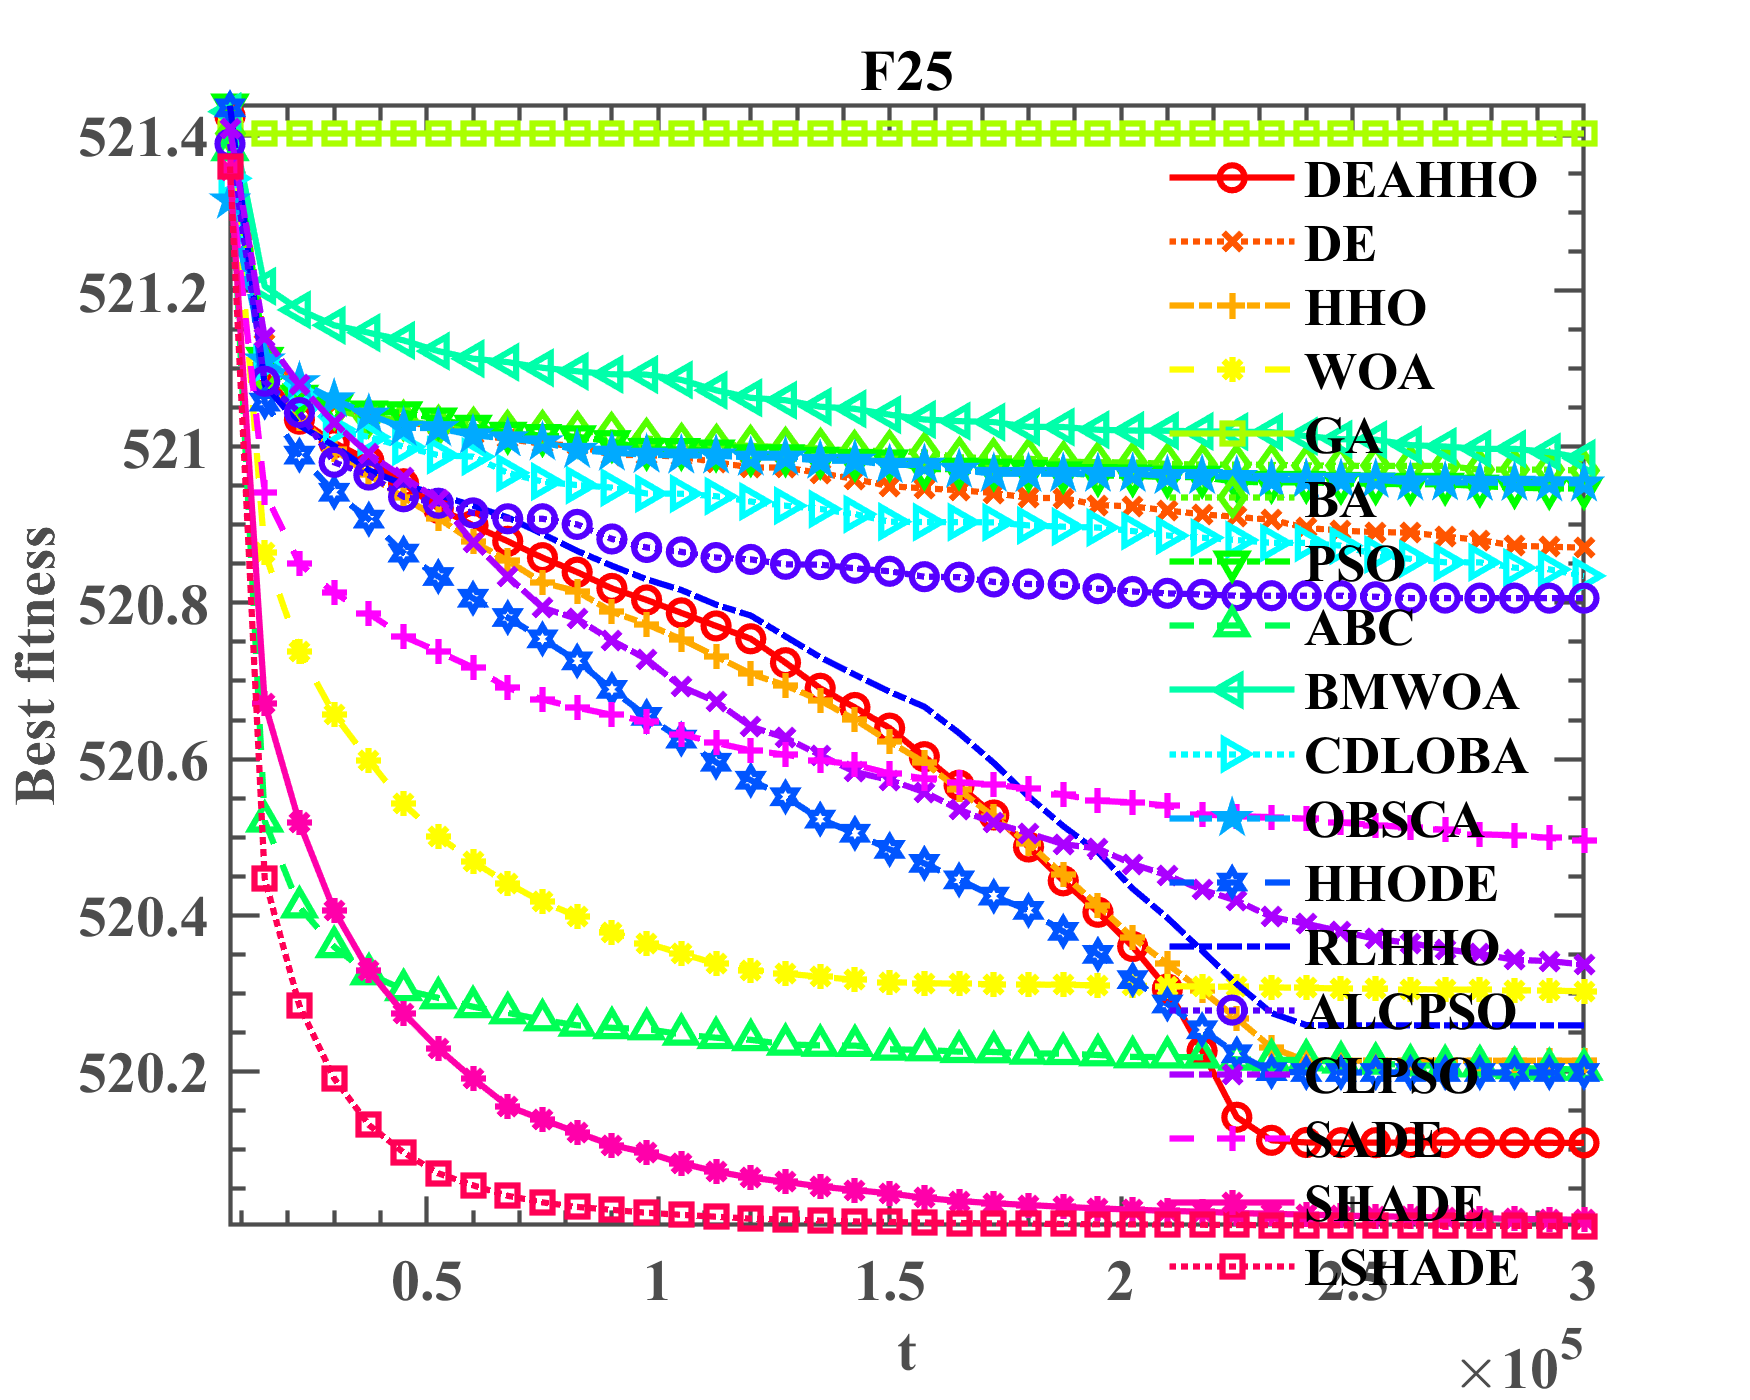 F25
521.4
521.2
521
520.8
520.6
520.4
520.2
Best fitness
DEAHHO
DE
HHO
WOA
GA
BA
PSO
ABC
BMWOA
CDLOBA
OBSCA
HHODE
RLHHO
ALCPSO
CLPSO
SADE
SHADE
LSHADE
0.5 1 1.5 2 2.5 3
t
×10⁵